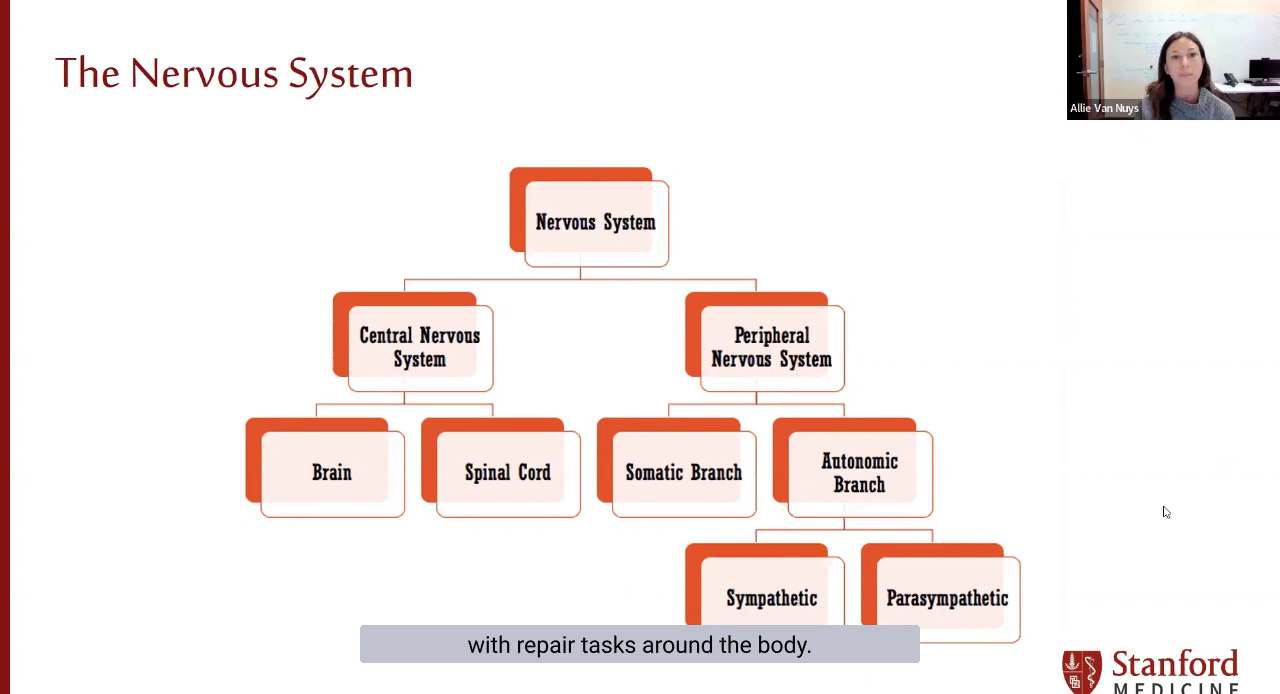 The Nervous System
Allie Van Nuys
Nervous System
Central Nervous
System
Peripheral
Nervous System
Brain
Spinal Cord
Somatic Branch
Autonomic
Branch
Sympathetic
Parasympathetic
with repair tasks around the body.
Stanford
MEDICINE